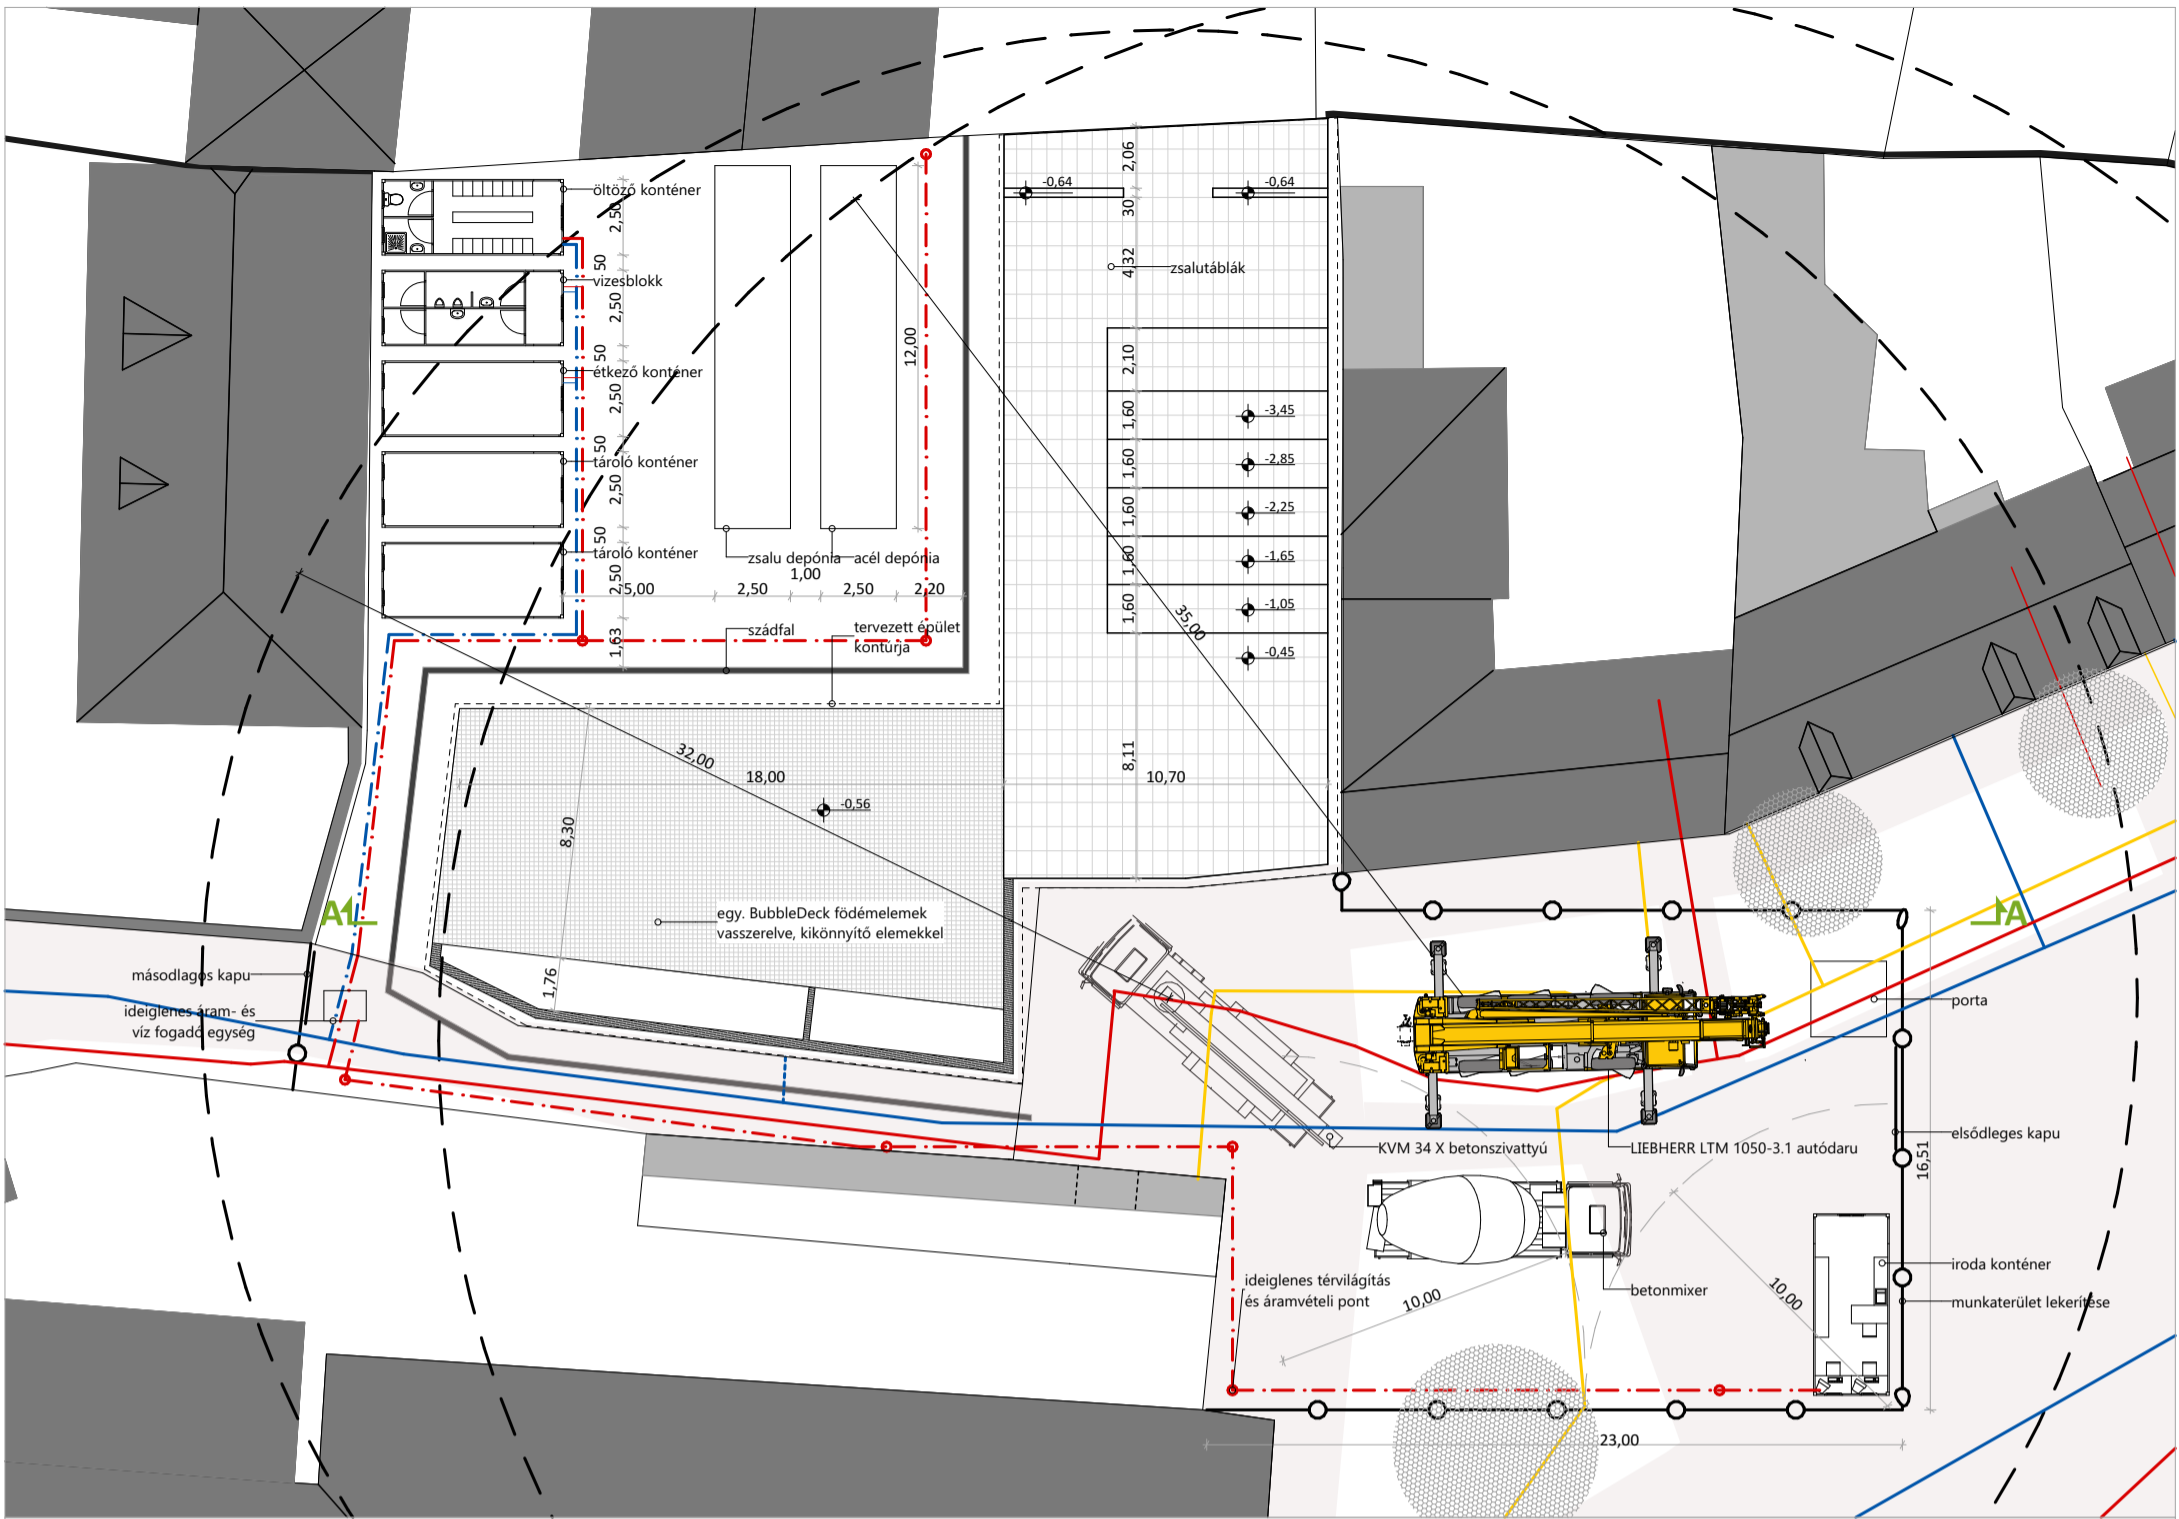 öltöző konténer
2,50
50
vizesblokk
2,50
50
étkező konténer
2,50
50
tároló konténer
2,50
50
tároló konténer
2,50
1,63
12,00
zsalu depónia
acél depónia
5,00
2,50
1,00
2,50
2,20
szádfal
tervezett épület
kontúrja
2,06
30
-0,64
-0,64
4,32
zsalutáblák
2,10
1,60
-3,45
1,60
-2,85
1,60
-2,25
1,60
-1,65
1,60
-1,05
-0,45
35,00
32,00
18,00
8,11
10,70
8,30
-0,56
egy. BubbleDeck födémelemek
vasszerelve, kikönnyítő elemekkel
1,76
A
A
másodlagos kapu
ideiglenes áram- és
víz fogadó egység
porta
elsődleges kapu
16,51
KVM 34 X betonszivattyú
LIEBHERR LTM 1050-3.1 autódaru
iroda konténer
munkaterület lekerítése
ideiglenes térvilágítás
és áramvételi pont
10,00
betonmixer
10,00
23,00